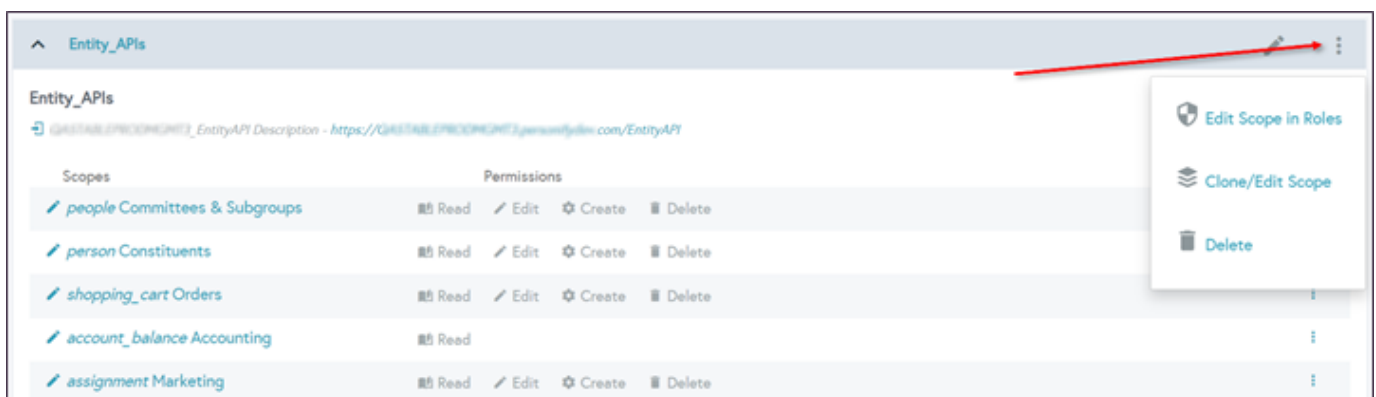 Entity_APIs
Entity_APIs
_EntityAPI Description - https:// .com/EntityAPI
Edit Scope in Roles
Scopes Permissions
Clone/Edit Scope
people Committees & Subgroups Read Edit Create Delete
person Constituents Read Edit Create Delete
Delete
shopping_cart Orders Read Edit Create Delete
account_balance Accounting Read
assignment Marketing Read Edit Create Delete